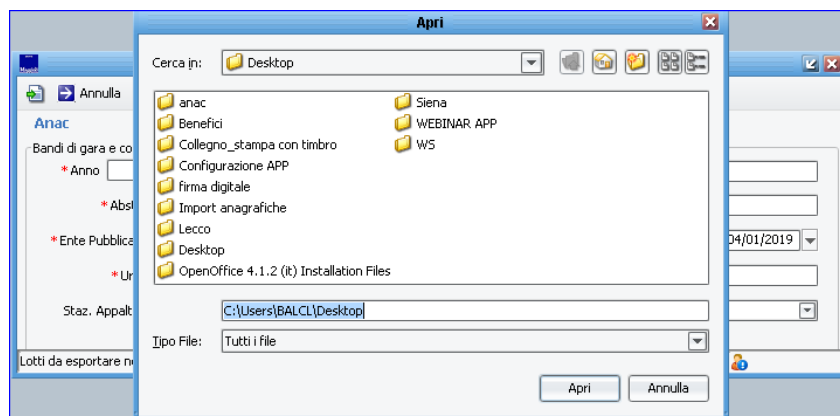 Apri
Cerca in: Desktop
anac
Benefici
Collegno_stampa con timbro
Configurazione APP
firma digitale
Import anagrafiche
Lecco
Desktop
OpenOffice 4.1.2 (it) Installation Files
Siena
WEBINAR APP
WS
C:\Users\BALCL\Desktop
Tipo File: Tutti i file
Apri Annulla
Annulla
Anac
Bandi di gara e co
*Anno
*Abst
*Ente Pubblica
04/01/2019
*Ur
Staz. Appalt
Lotti da esportare ne